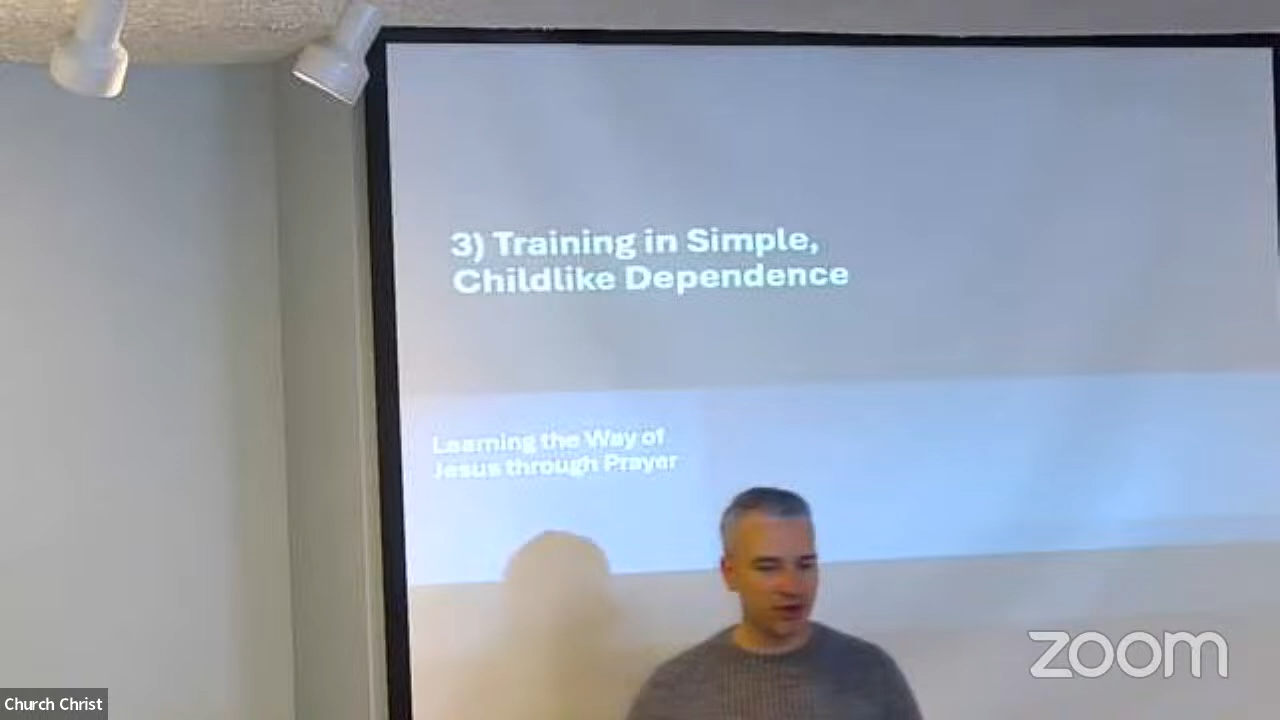 3) Training in Simple,
Childlike Dependence
Learning the Way of
Jesus through Prayer
zoom
Church Christ